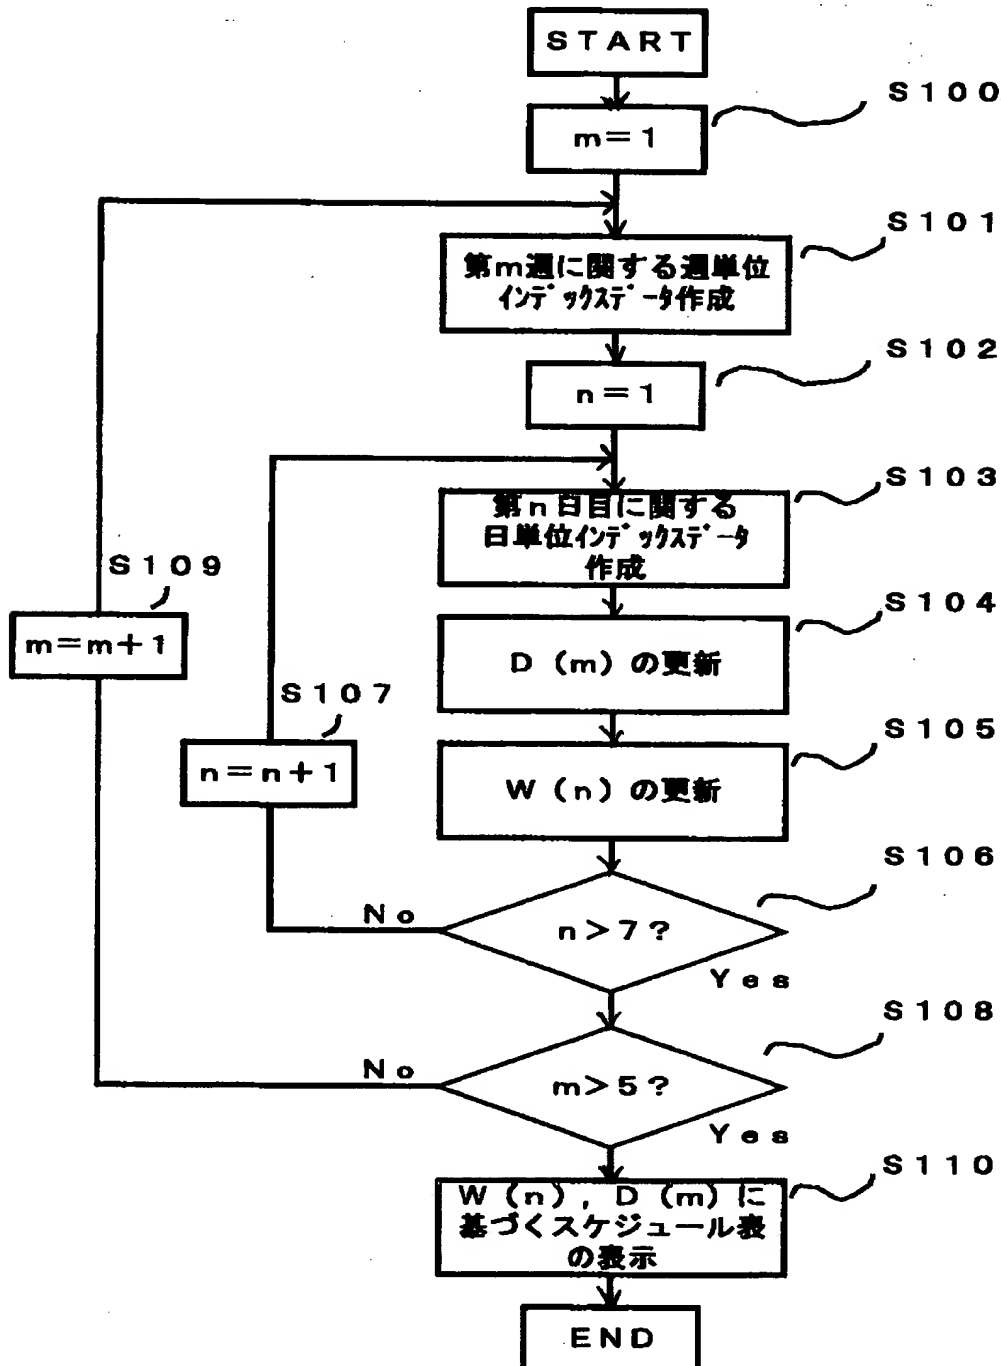 START
S100
m=1
S101
第m週に関する週単位
インデックスデータ作成
S102
n=1
S103
第n日目に関する
日単位インデックスデータ
作成
S109
m=m+1
S104
D(m)の更新
S107
n=n+1
S105
W(n)の更新
S106
No
n>7?
Yes
S108
No
m>5?
Yes
S110
W(n),D(m)に
基づくスケジュール表
の表示
END